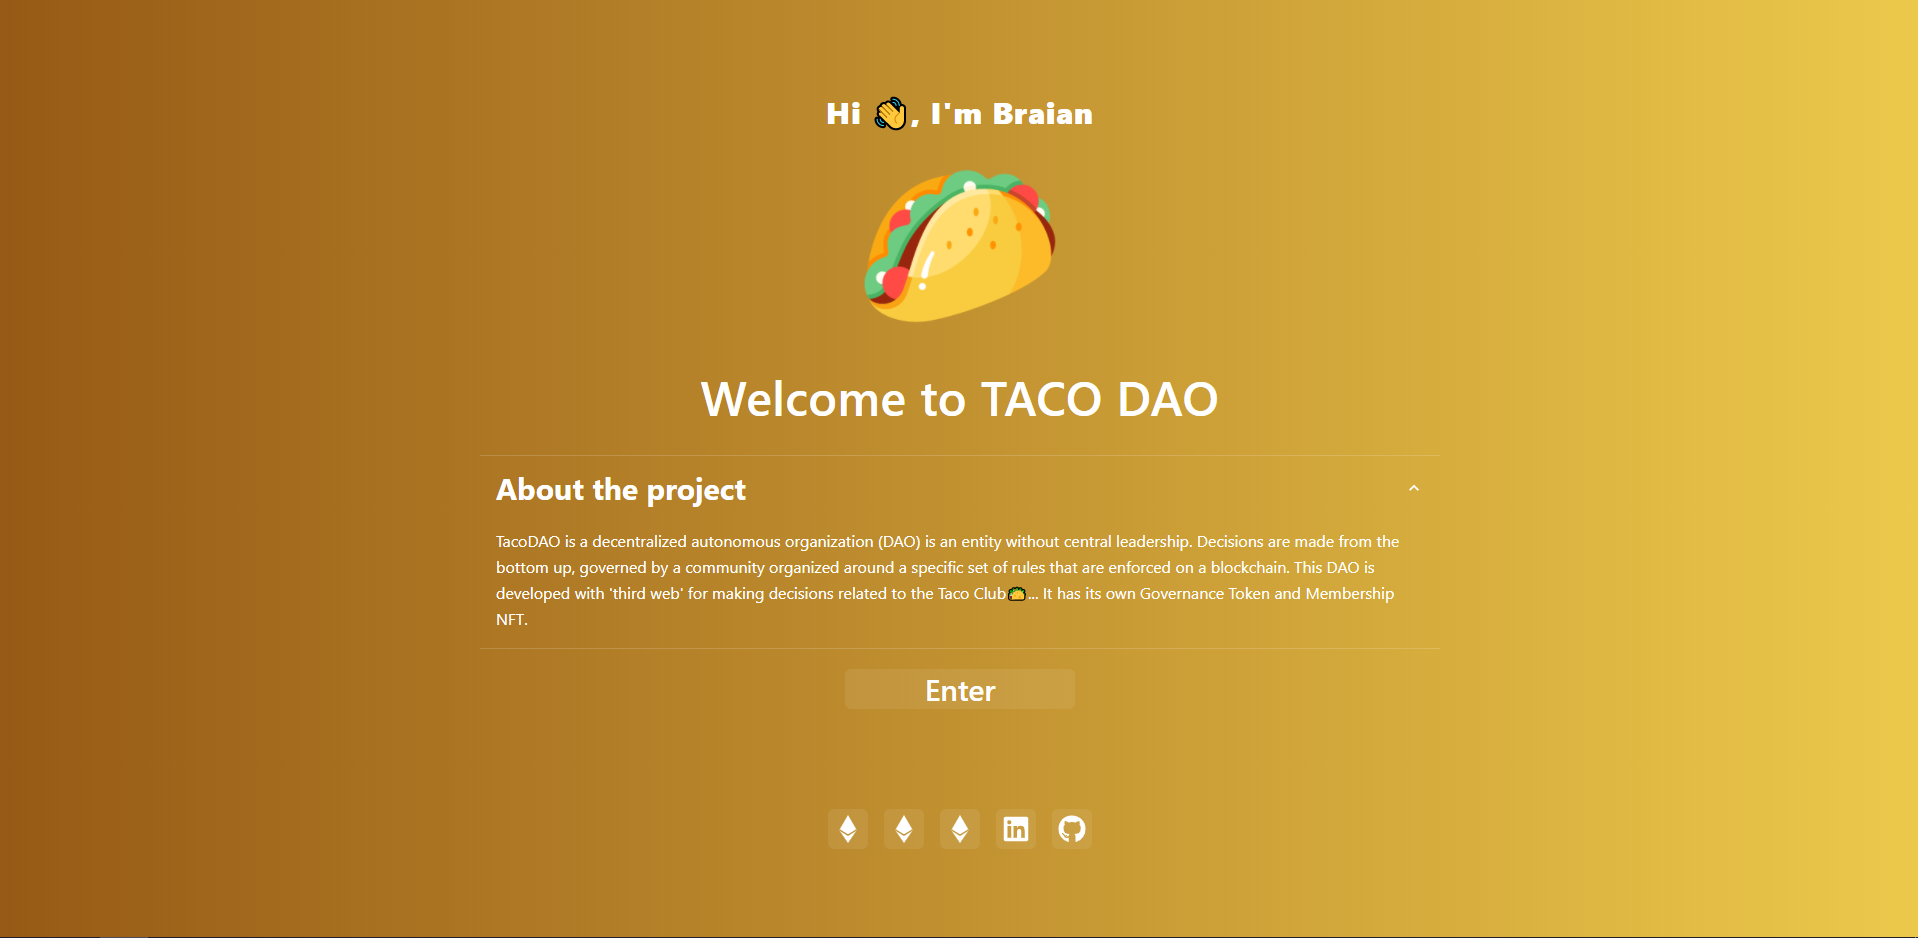 Hi 👋, I'm Braian
Welcome to TACO DAO
About the project
TacoDAO is a decentralized autonomous organization (DAO) is an entity without central leadership. Decisions are made from the
bottom up, governed by a community organized around a specific set of rules that are enforced on a blockchain. This DAO is
developed with 'third web' for making decisions related to the Taco Club🌮... It has its own Governance Token and Membership
NFT.
Enter
in